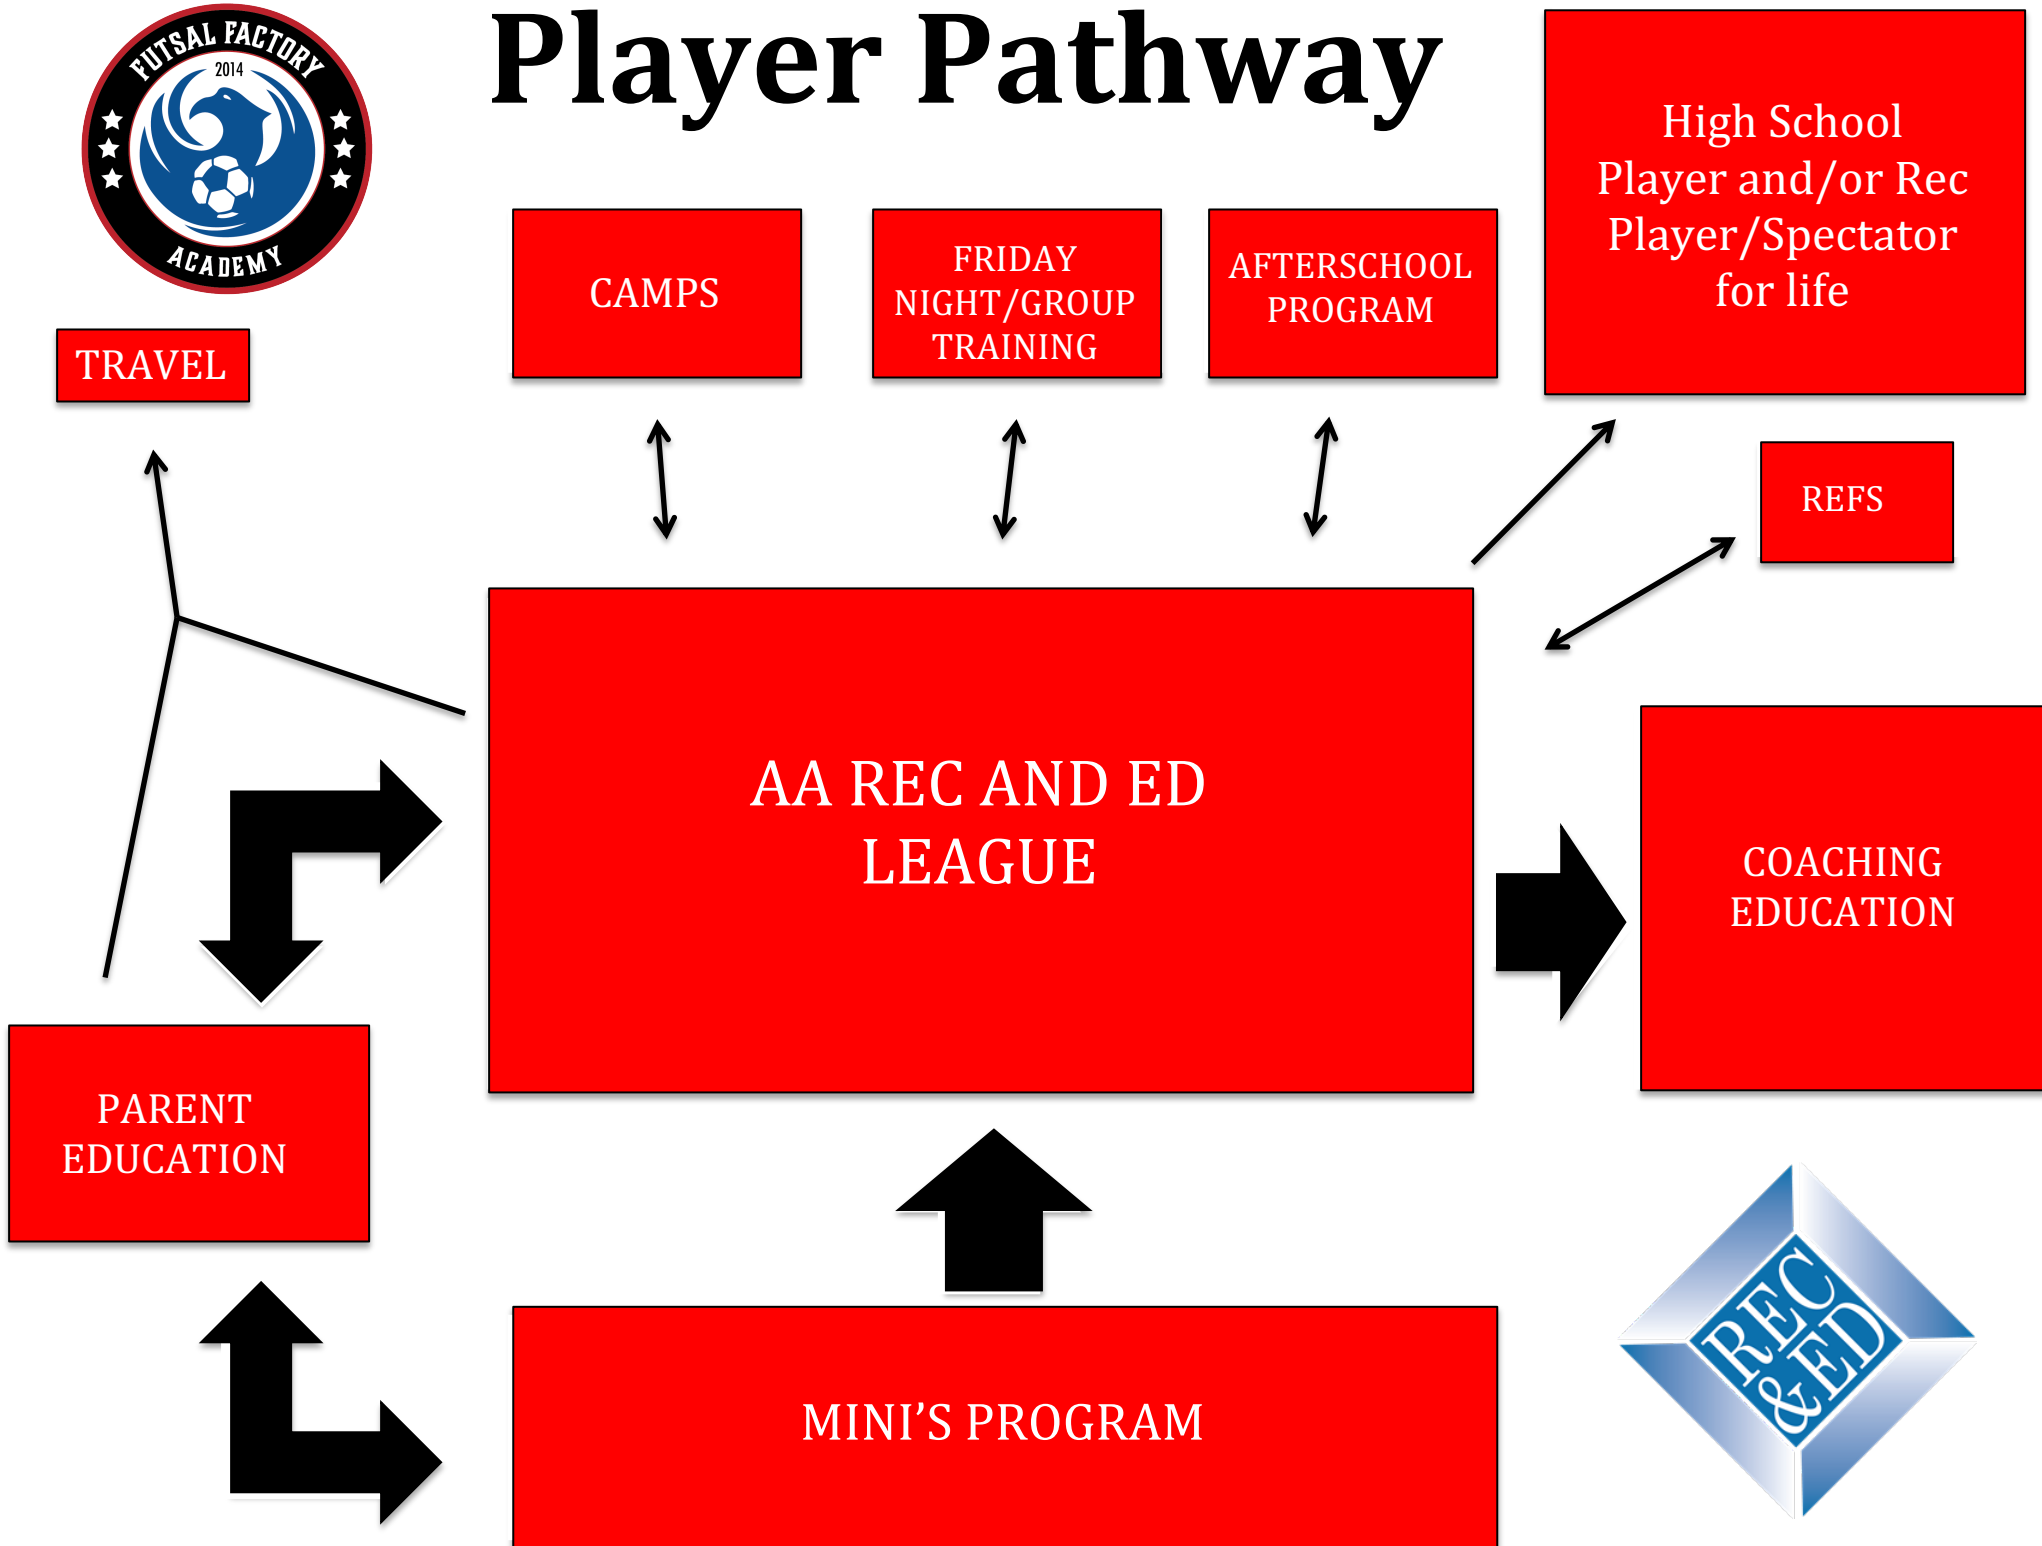 Player Pathway
FUTSAL FACTORY
2014
ACADEMY
High School
Player and/or Rec
Player/Spectator
for life
CAMPS
FRIDAY
NIGHT/GROUP
TRAINING
AFTERSCHOOL
PROGRAM
TRAVEL
REFS
AA REC AND ED
LEAGUE
COACHING
EDUCATION
PARENT
EDUCATION
MINI’S PROGRAM
REC
&ED